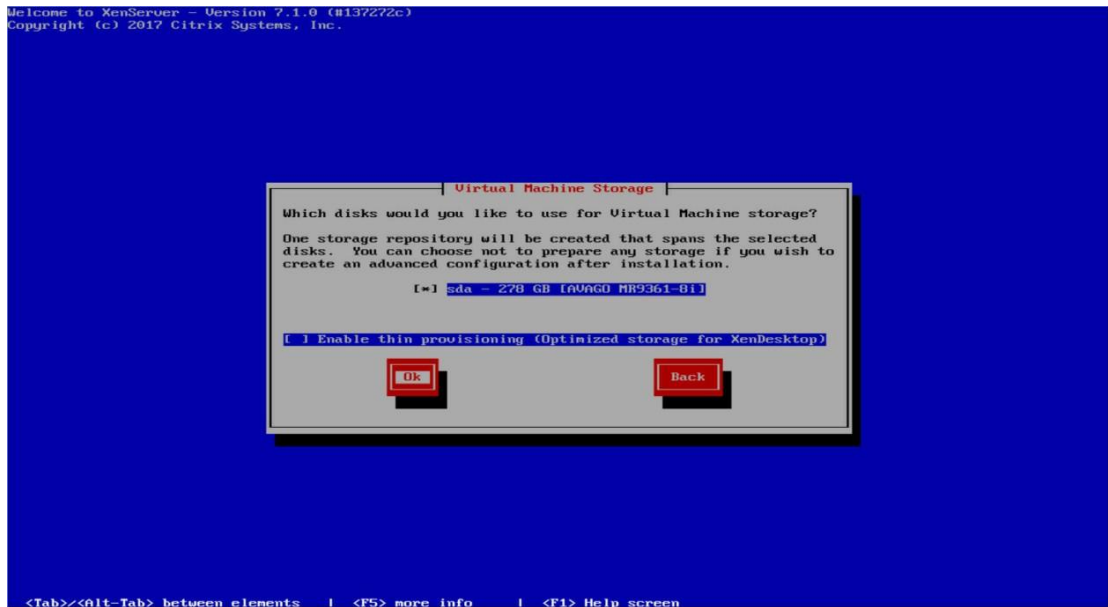 Welcome to XenServer - Version 7.1.0 (#137272c)
Copyright (c) 2017 Citrix Systems, Inc.
Virtual Machine Storage
Which disks would you like to use for Virtual Machine storage?
One storage repository will be created that spans the selected
disks.  You can choose not to prepare any storage if you wish to
create an advanced configuration after installation.
[*] sda - 278 GB [AVAGO MR9361-8i]
[ ] Enable thin provisioning (Optimized storage for XenDesktop)
Ok Back
<Tab>/<Alt-Tab> between elements   |  <F5> more info     |  <F1> Help screen